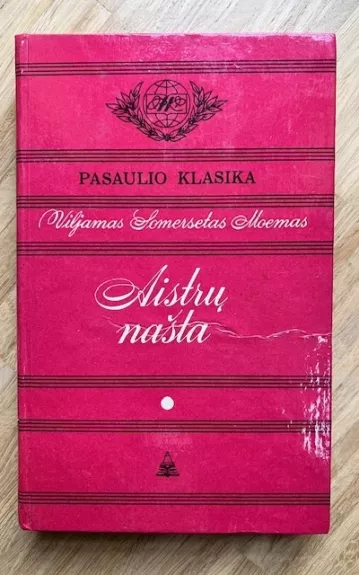 PASAULIO KLASIKA
Viljamas Somersetas Moemas
Aistrų
našta